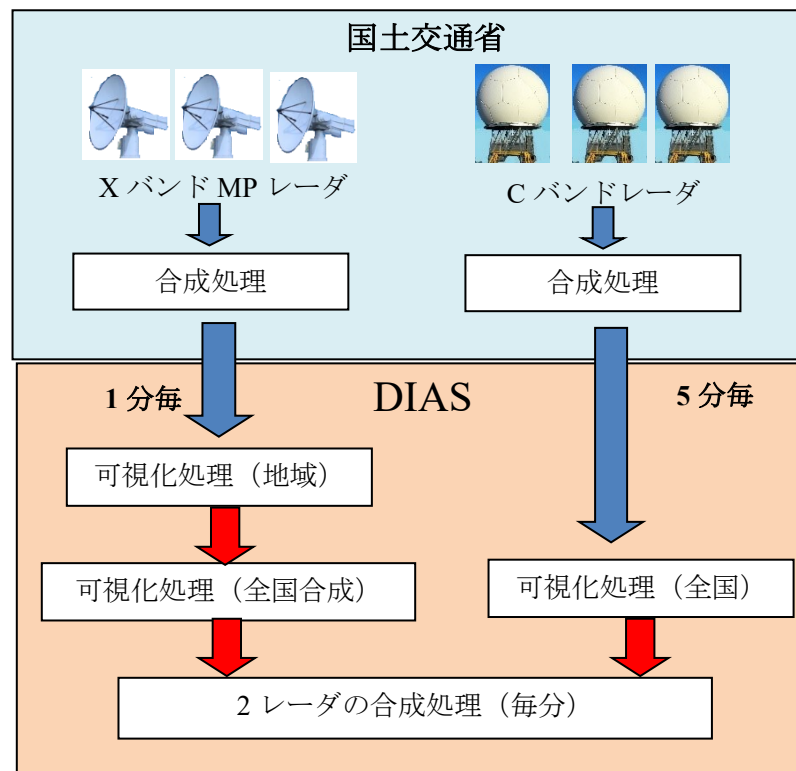 国土交通省
X バンド MP レーダ
C バンドレーダ
合成処理
合成処理
1 分毎
DIAS
5 分毎
可視化処理（地域）
可視化処理（全国合成）
可視化処理（全国）
2 レーダの合成処理（毎分）